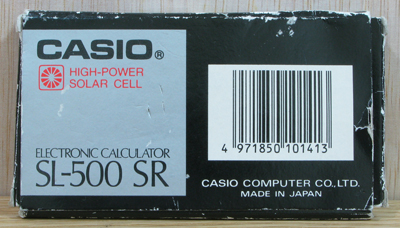 CASIO®
HIGH-POWER
SOLAR CELL
ELECTRONIC CALCULATOR
SL-500 SR
4 971850 101413
CASIO COMPUTER CO.,LTD.
MADE IN JAPAN